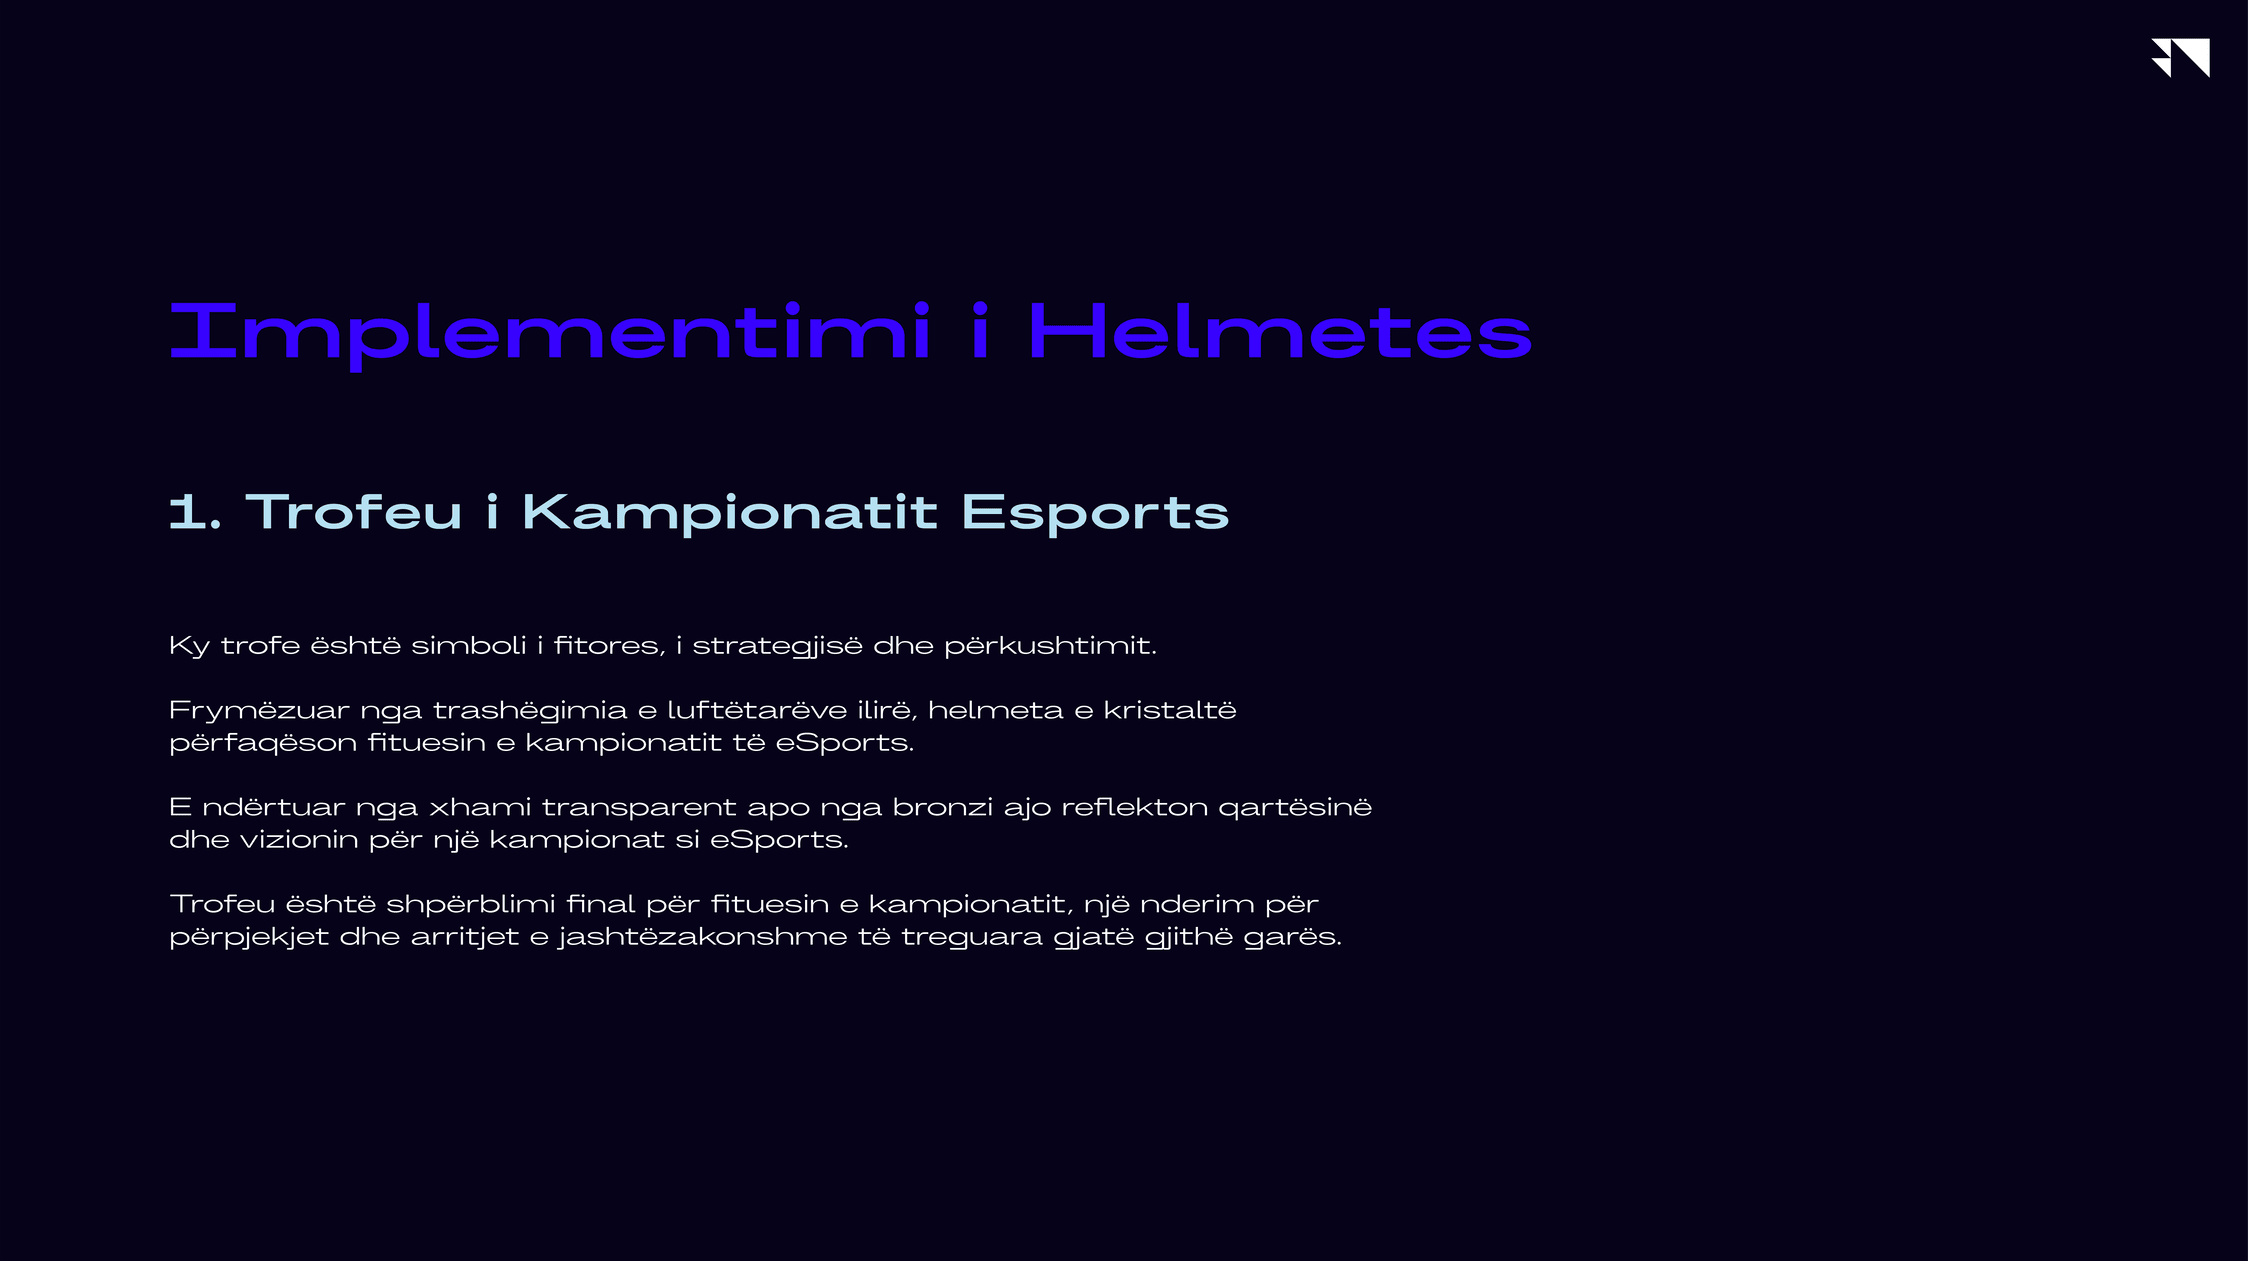 Implementimi i Helmetes
1. Trofeu i Kampionatit Esports
Ky trofe është simboli i fitores, i strategjisë dhe përkushtimit.
Frymëzuar nga trashëgimia e luftëtarëve ilirë, helmeta e kristaltë
përfaqëson fituesin e kampionatit të eSports.
E ndërtuar nga xhami transparent apo nga bronzi ajo reflekton qartësinë
dhe vizionin për një kampionat si eSports.
Trofeu është shpërblimi final për fituesin e kampionatit, një nderim për
përpjekjet dhe arritjet e jashtëzakonshme të treguara gjatë gjithë garës.